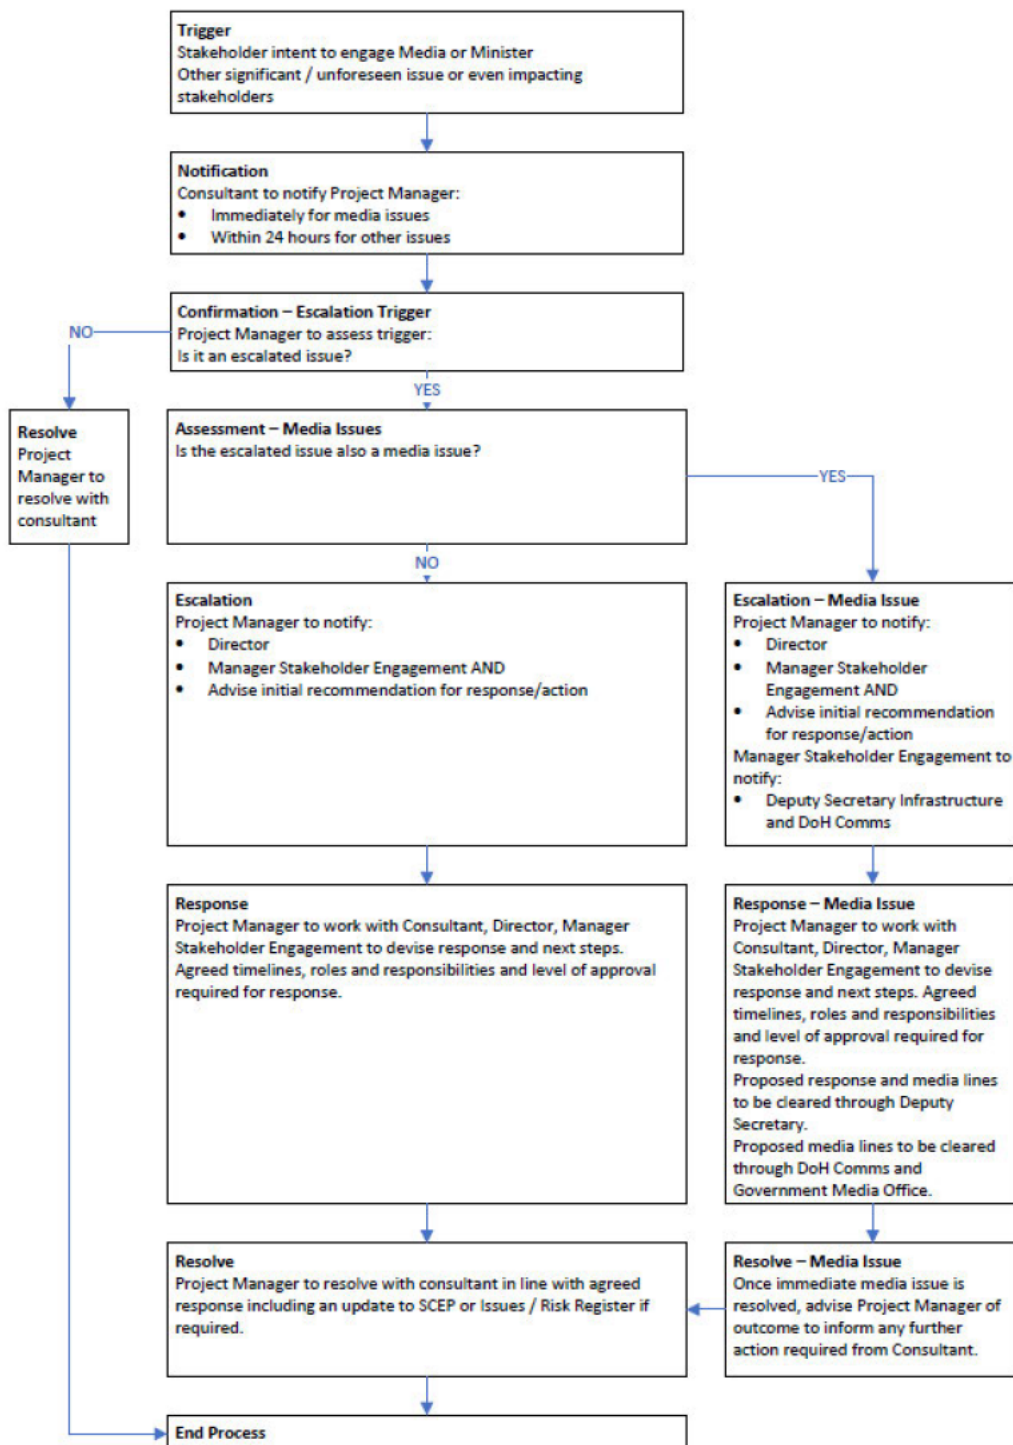 Trigger
Stakeholder intent to engage Media or Minister
Other significant / unforeseen issue or even impacting
stakeholders
Notification
Consultant to notify Project Manager:
• Immediately for media issues
• Within 24 hours for other issues
Confirmation – Escalation Trigger
Project Manager to assess trigger:
Is it an escalated issue?
NO
YES
Resolve
Project
Manager to
resolve with
consultant
Assessment – Media Issues
Is the escalated issue also a media issue?
YES
NO
Escalation
Project Manager to notify:
• Director
• Manager Stakeholder Engagement AND
• Advise initial recommendation for response/action
Escalation – Media Issue
Project Manager to notify:
• Director
• Manager Stakeholder
Engagement AND
• Advise initial recommendation
for response/action
Manager Stakeholder Engagement to
notify:
• Deputy Secretary Infrastructure
and DoH Comms
Response
Project Manager to work with Consultant, Director, Manager
Stakeholder Engagement to devise response and next steps.
Agreed timelines, roles and responsibilities and level of approval
required for response.
Response – Media Issue
Project Manager to work with
Consultant, Director, Manager
Stakeholder Engagement to devise
response and next steps. Agreed
timelines, roles and responsibilities
and level of approval required for
response.
Proposed response and media lines
to be cleared through Deputy
Secretary.
Proposed media lines to be cleared
through DoH Comms and
Government Media Office.
Resolve
Project Manager to resolve with consultant in line with agreed
response including an update to SCEP or Issues / Risk Register if
required.
Resolve – Media Issue
Once immediate media issue is
resolved, advise Project Manager of
outcome to inform any further
action required from Consultant.
End Process